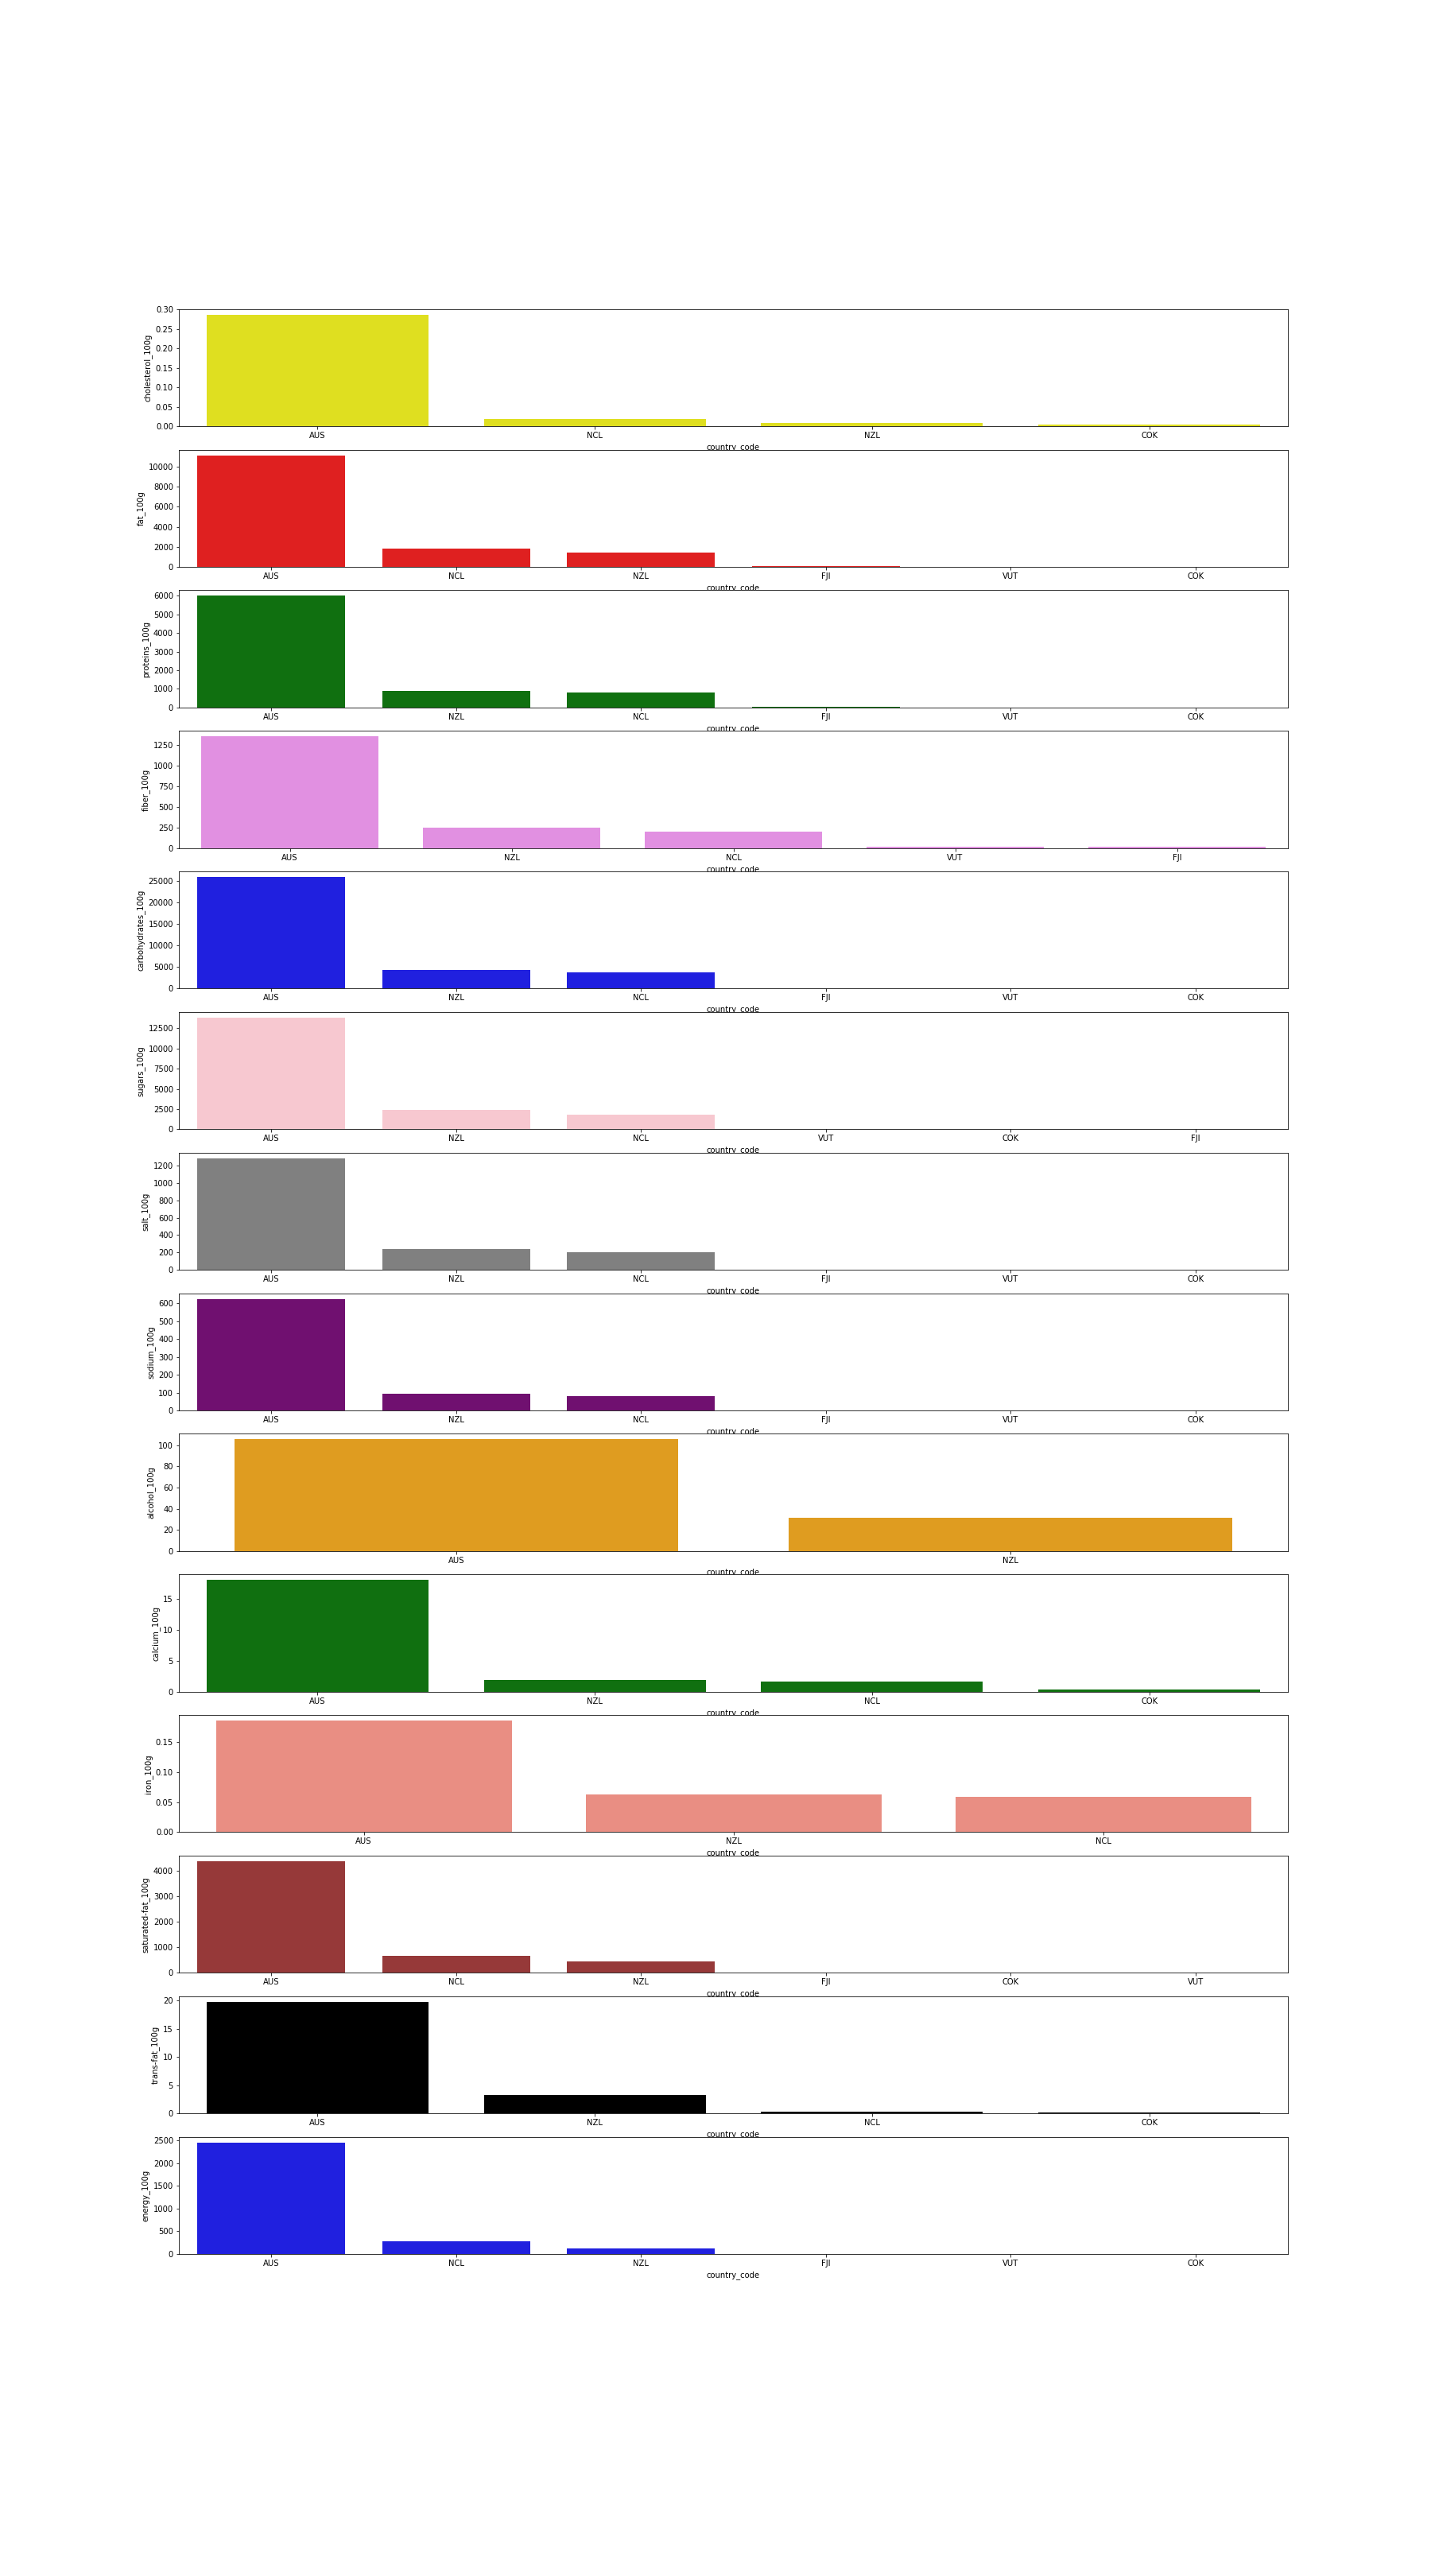 cholesterol_100g
0.30
0.25
0.20
0.15
0.10
0.05
0.00
AUS NCL NZL COK
country_code
fat_100g
10000
8000
6000
4000
2000
0
AUS NCL NZL FJI VUT COK
country_code
proteins_100g
6000
5000
4000
3000
2000
1000
0
AUS NZL NCL FJI VUT COK
country_code
fiber_100g
1250
1000
750
500
250
0
AUS NZL NCL VUT FJI
country_code
carbohydrates_100g
25000
20000
15000
10000
5000
0
AUS NZL NCL FJI VUT COK
country_code
sugars_100g
12500
10000
7500
5000
2500
0
AUS NZL NCL VUT COK FJI
country_code
salt_100g
1200
1000
800
600
400
200
0
AUS NZL NCL FJI VUT COK
country_code
sodium_100g
600
500
400
300
200
100
0
AUS NZL NCL FJI VUT COK
country_code
alcohol_100g
100
80
60
40
20
0
AUS NZL
country_code
calcium_100g
15
10
5
0
AUS NZL NCL COK
country_code
iron_100g
0.15
0.10
0.05
0.00
AUS NZL NCL
country_code
saturated-fat_100g
4000
3000
2000
1000
0
AUS NCL NZL FJI COK VUT
country_code
trans-fat_100g
20
15
10
5
0
AUS NZL NCL COK
country_code
energy_100g
2500
2000
1500
1000
500
0
AUS NCL NZL FJI VUT COK
country_code